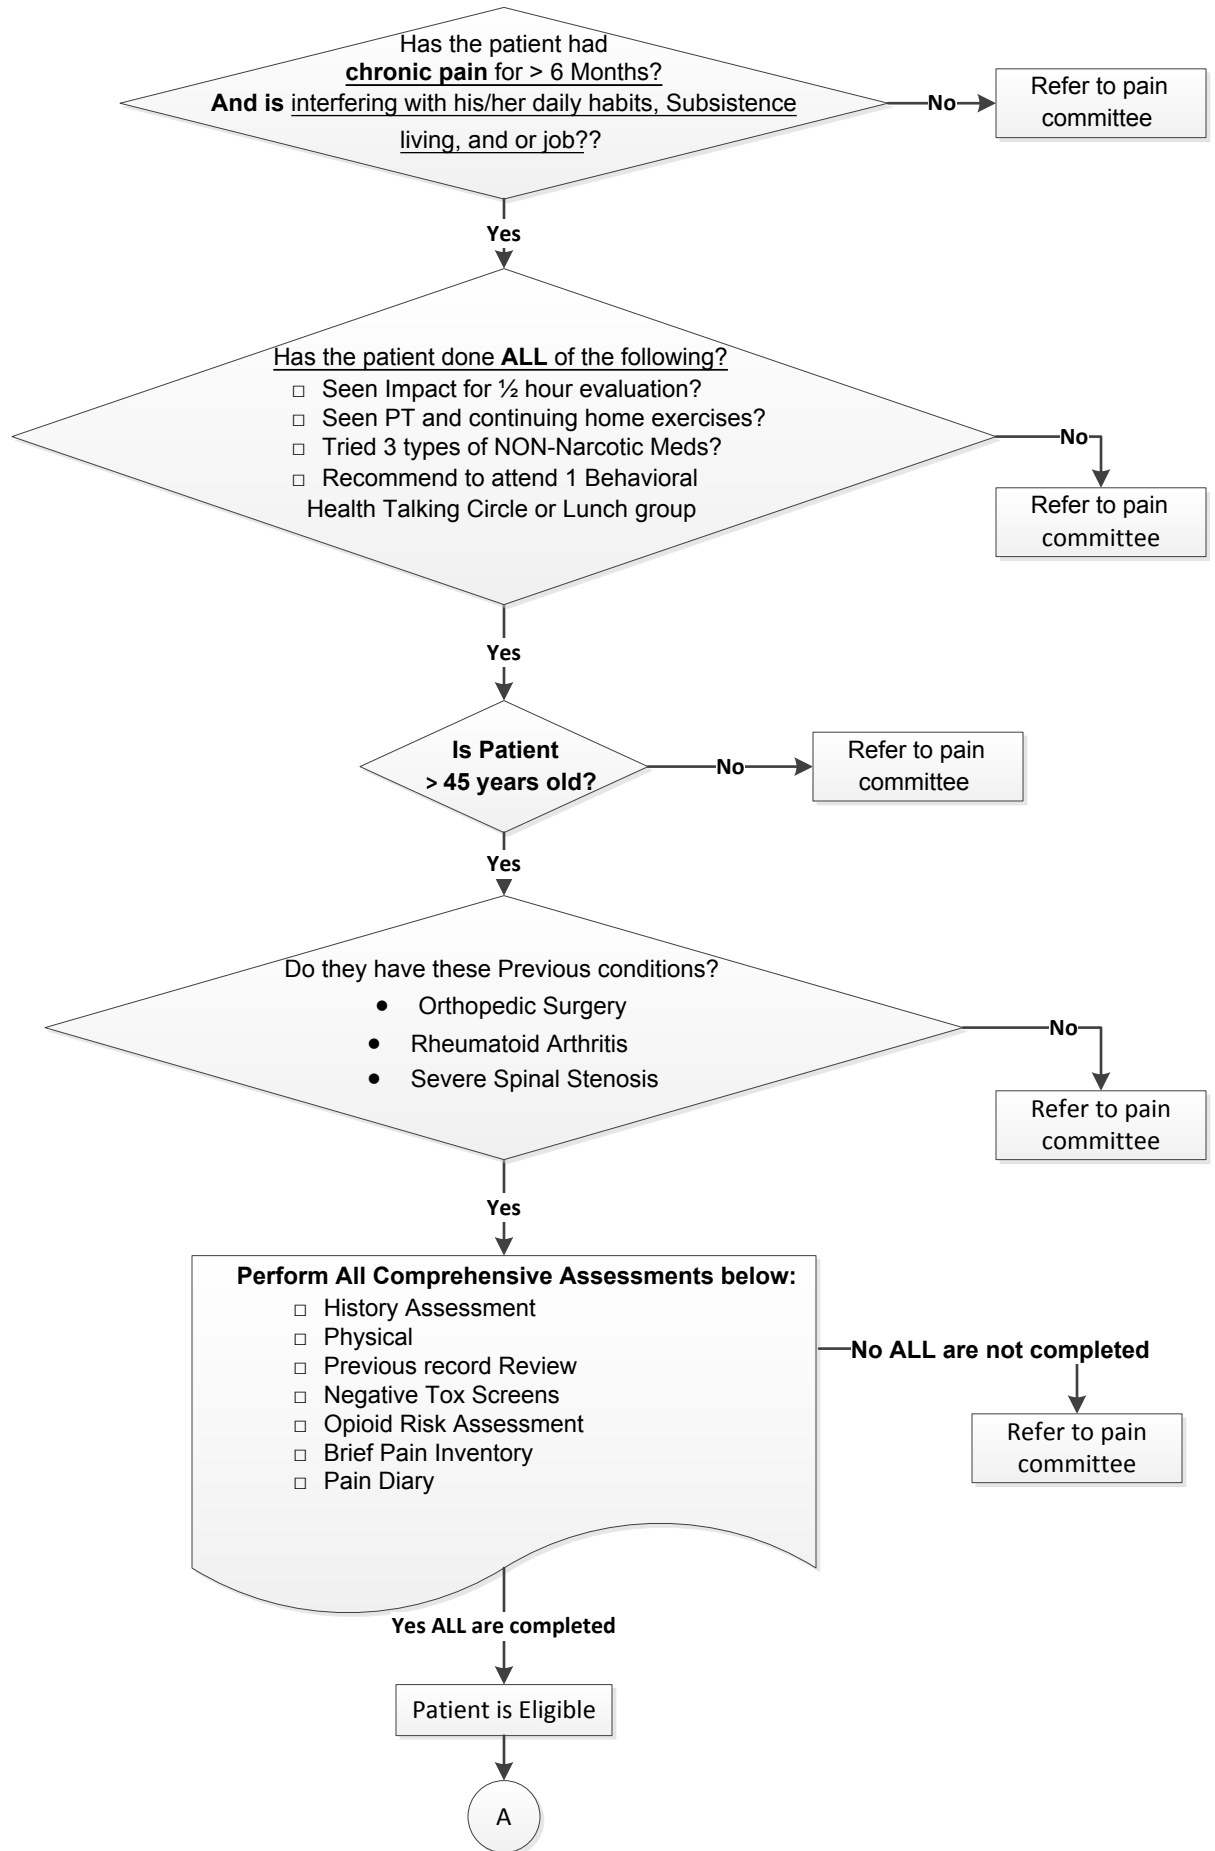 Has the patient had
chronic pain for > 6 Months?
And is interfering with his/her daily habits, Subsistence
living, and or job??
No
Refer to pain
committee
Yes
Has the patient done ALL of the following?
□ Seen Impact for ½ hour evaluation?
□ Seen PT and continuing home exercises?
□ Tried 3 types of NON-Narcotic Meds?
□ Recommend to attend 1 Behavioral
Health Talking Circle or Lunch group
No
Refer to pain
committee
Yes
Is Patient
> 45 years old?
No
Refer to pain
committee
Yes
Do they have these Previous conditions?
● Orthopedic Surgery
● Rheumatoid Arthritis
● Severe Spinal Stenosis
No
Refer to pain
committee
Yes
Perform All Comprehensive Assessments below:
□ History Assessment
□ Physical
□ Previous record Review
□ Negative Tox Screens
□ Opioid Risk Assessment
□ Brief Pain Inventory
□ Pain Diary
No ALL are not completed
Refer to pain
committee
Yes ALL are completed
Patient is Eligible
A